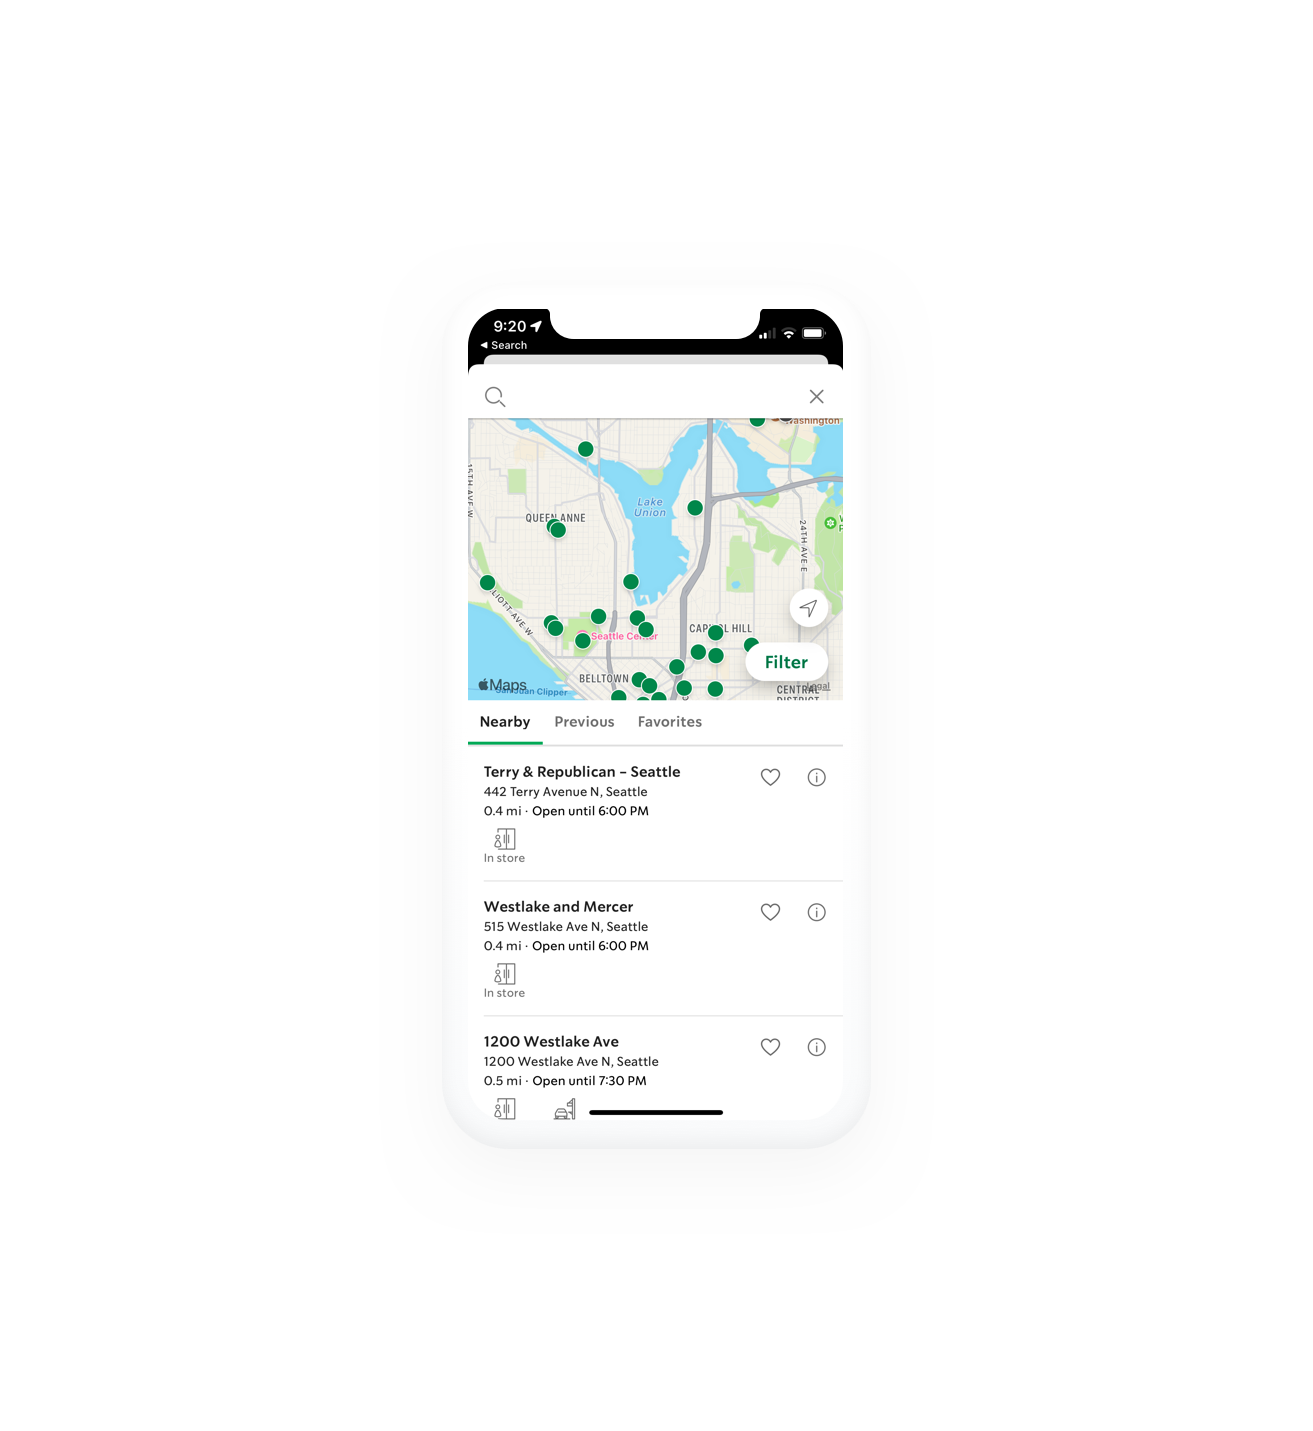 9:20
Search
Washington
15TH AVE W
Lake
Union
QUEEN ANNE
24TH AVE E
LIOTT AVE W
CAPITOL HILL
Seattle Center
Filter
BELLTOWN
Maps
San Juan Clipper
Legal
CENTRAL
DISTRICT
Nearby Previous Favorites
Terry & Republican – Seattle
442 Terry Avenue N, Seattle
0.4 mi · Open until 6:00 PM
In store
Westlake and Mercer
515 Westlake Ave N, Seattle
0.4 mi · Open until 6:00 PM
In store
1200 Westlake Ave
1200 Westlake Ave N, Seattle
0.5 mi · Open until 7:30 PM